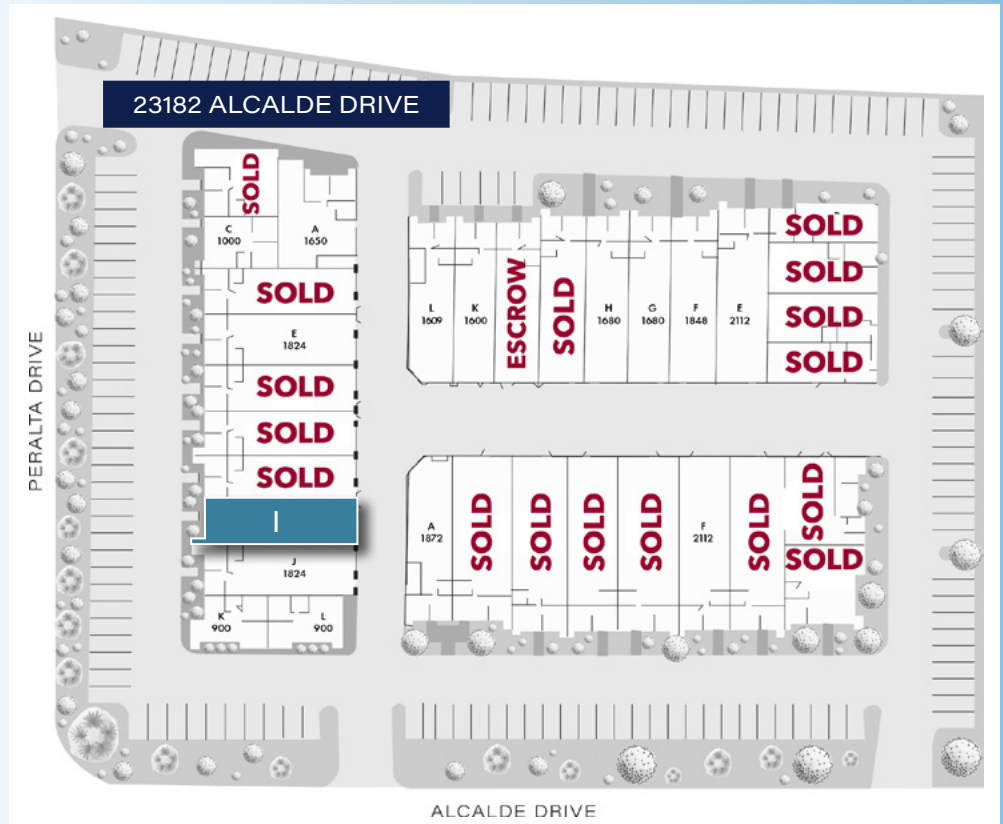 23182 ALCALDE DRIVE
PERALTA DRIVE
SOLD
C
1000
A
1650
SOLD
E
1824
SOLD
SOLD
SOLD
I
J
1824
K
900
L
900
L
1609
K
1600
ESCROW
SOLD
H
1680
G
1680
F
1848
E
2112
SOLD
SOLD
SOLD
SOLD
A
1872
SOLD
SOLD
SOLD
SOLD
F
2112
SOLD
SOLD
SOLD
ALCALDE DRIVE